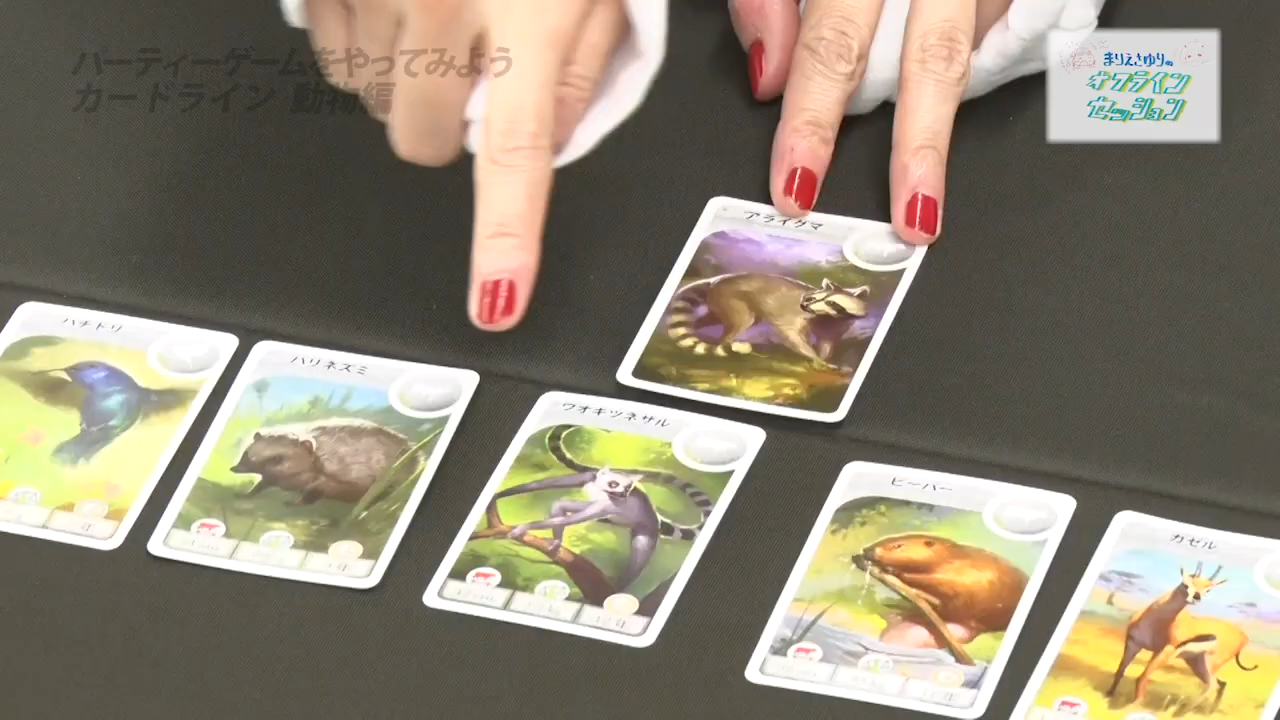 パーティーゲームをやってみよう
カードライン 動物編
まりえさゆりの
オフライン
セッション
アライグマ
ハチドリ
ハリネズミ
ワオキツネザル
ビーバー
ガゼル